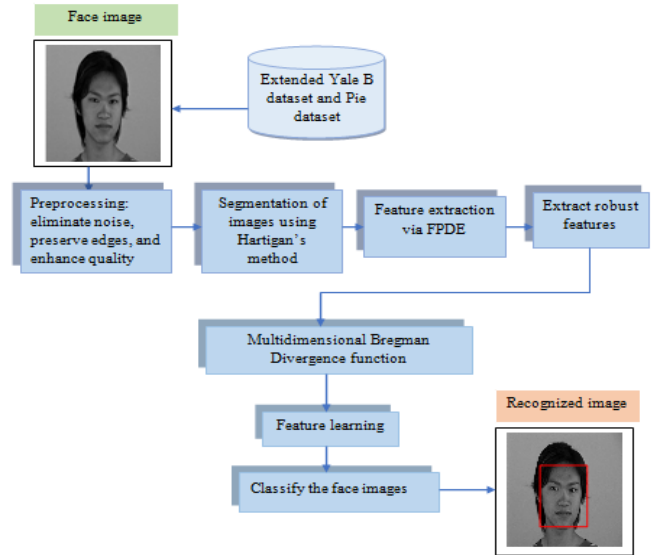 Face image
Extended Yale B
dataset and Pie
dataset
Preprocessing:
eliminate noise,
preserve edges, and
enhance quality
Segmentation of
images using
Hartigan's
method
Feature extraction
via FPDE
Extract robust
features
Multidimensional Bregman
Divergence function
Feature learning
Classify the face images
Recognized image